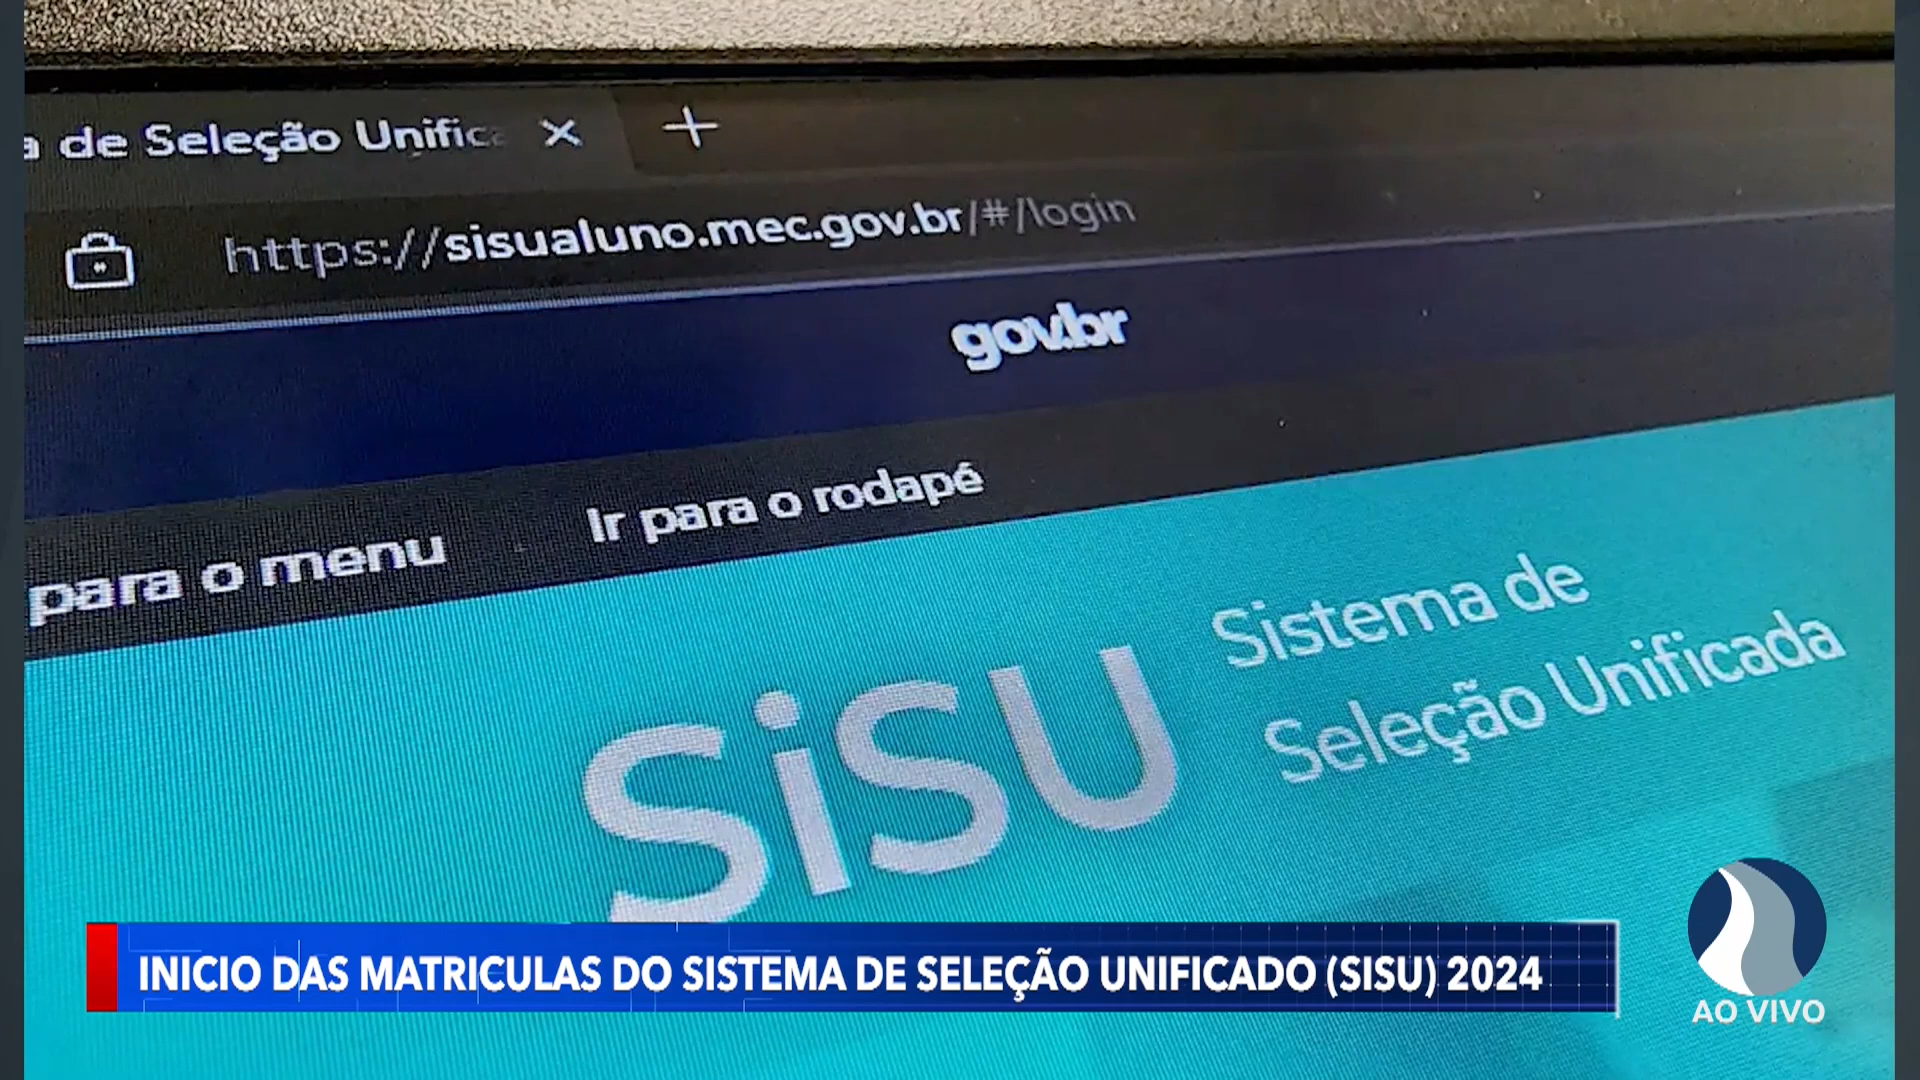 de Seleção Unific
https://sisualuno.mec.gov.br/#/login
gov.br
para o menu
Ir para o rodapé
SiSU
Sistema de
Seleção Unificada
INICIO DAS MATRICULAS DO SISTEMA DE SELEÇÃO UNIFICADO (SISU) 2024
AO VIVO